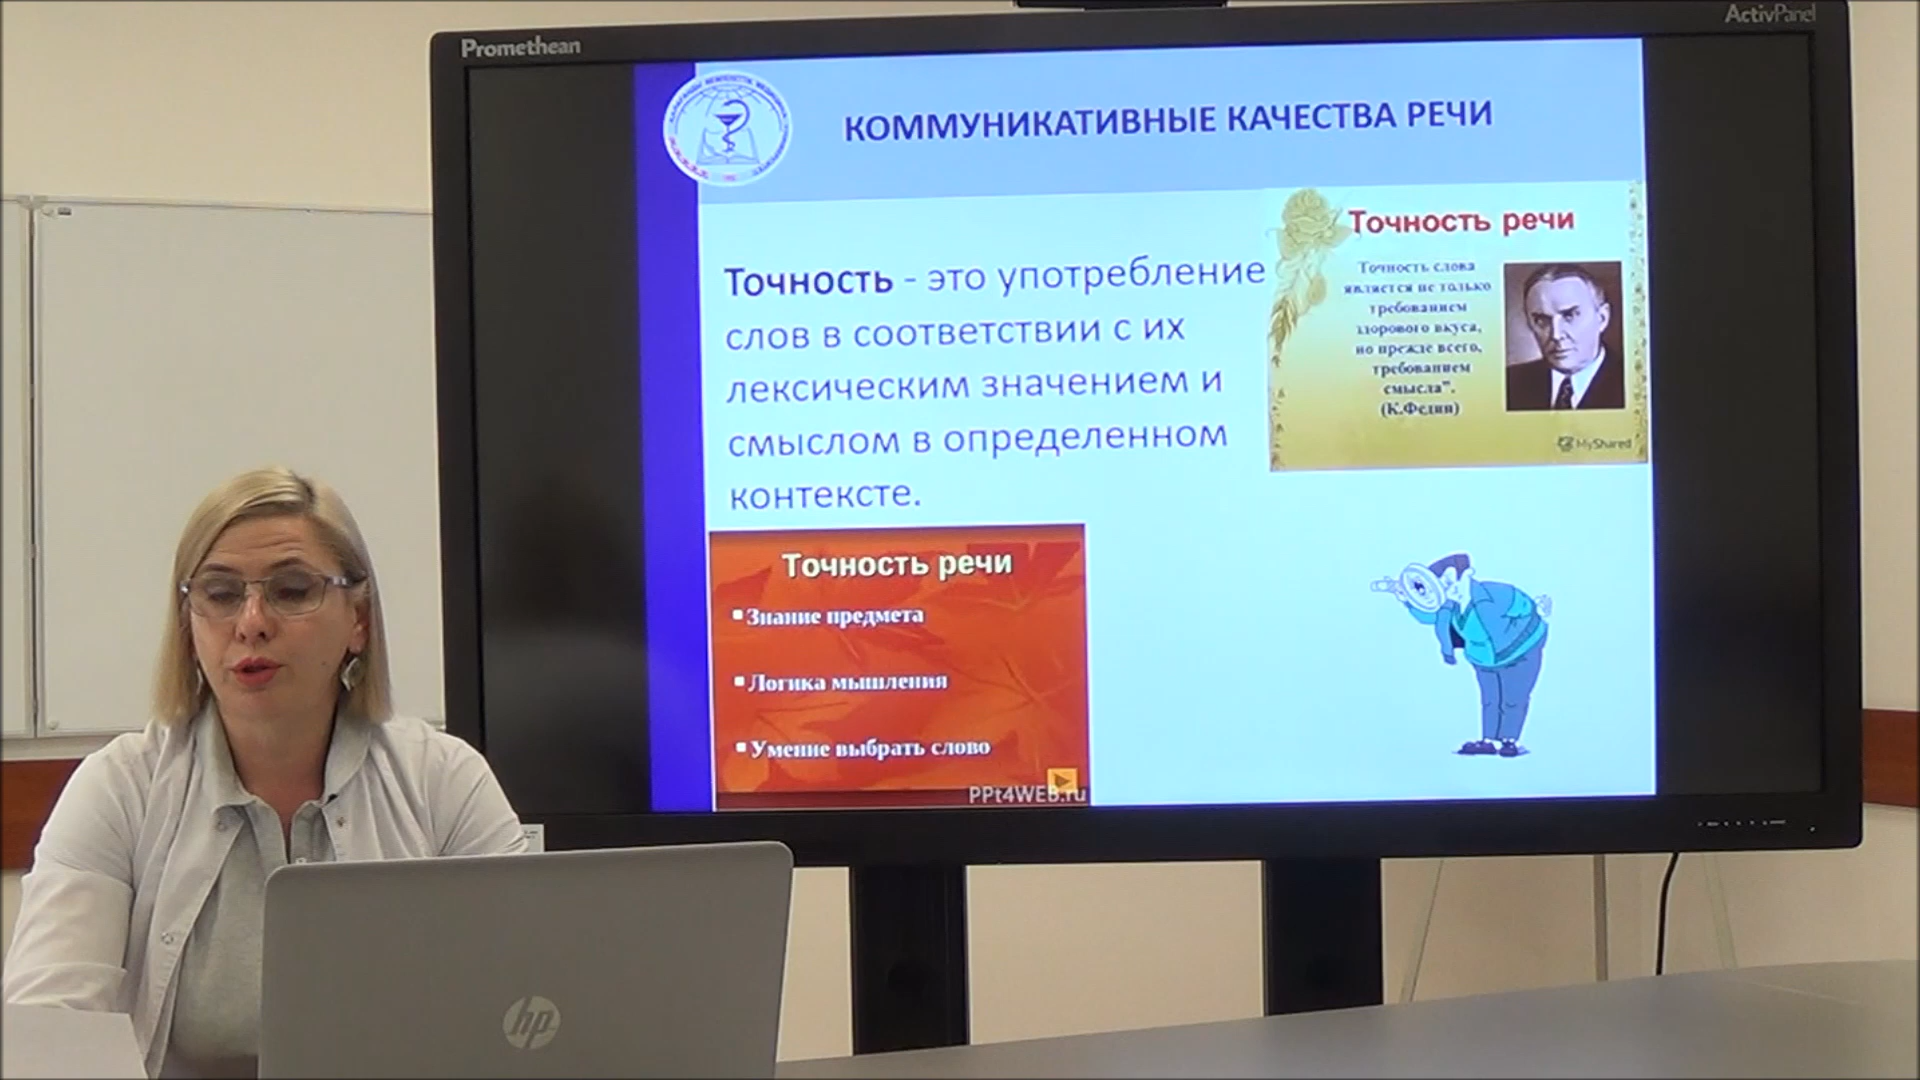 Promethean
ActivPanel
КОММУНИКАТИВНЫЕ КАЧЕСТВА РЕЧИ
Точность - это употребление
слов в соответствии с их
лексическим значением и
смыслом в определенном
контексте.
Точность речи
Точность слова
является не только
требованием
здорового вкуса,
но прежде всего,
требованием
смысла".
(К.Федин)
MyShared
Точность речи
Знание предмета
Логика мышления
Умение выбрать слово
PPt4WEB.ru
hp